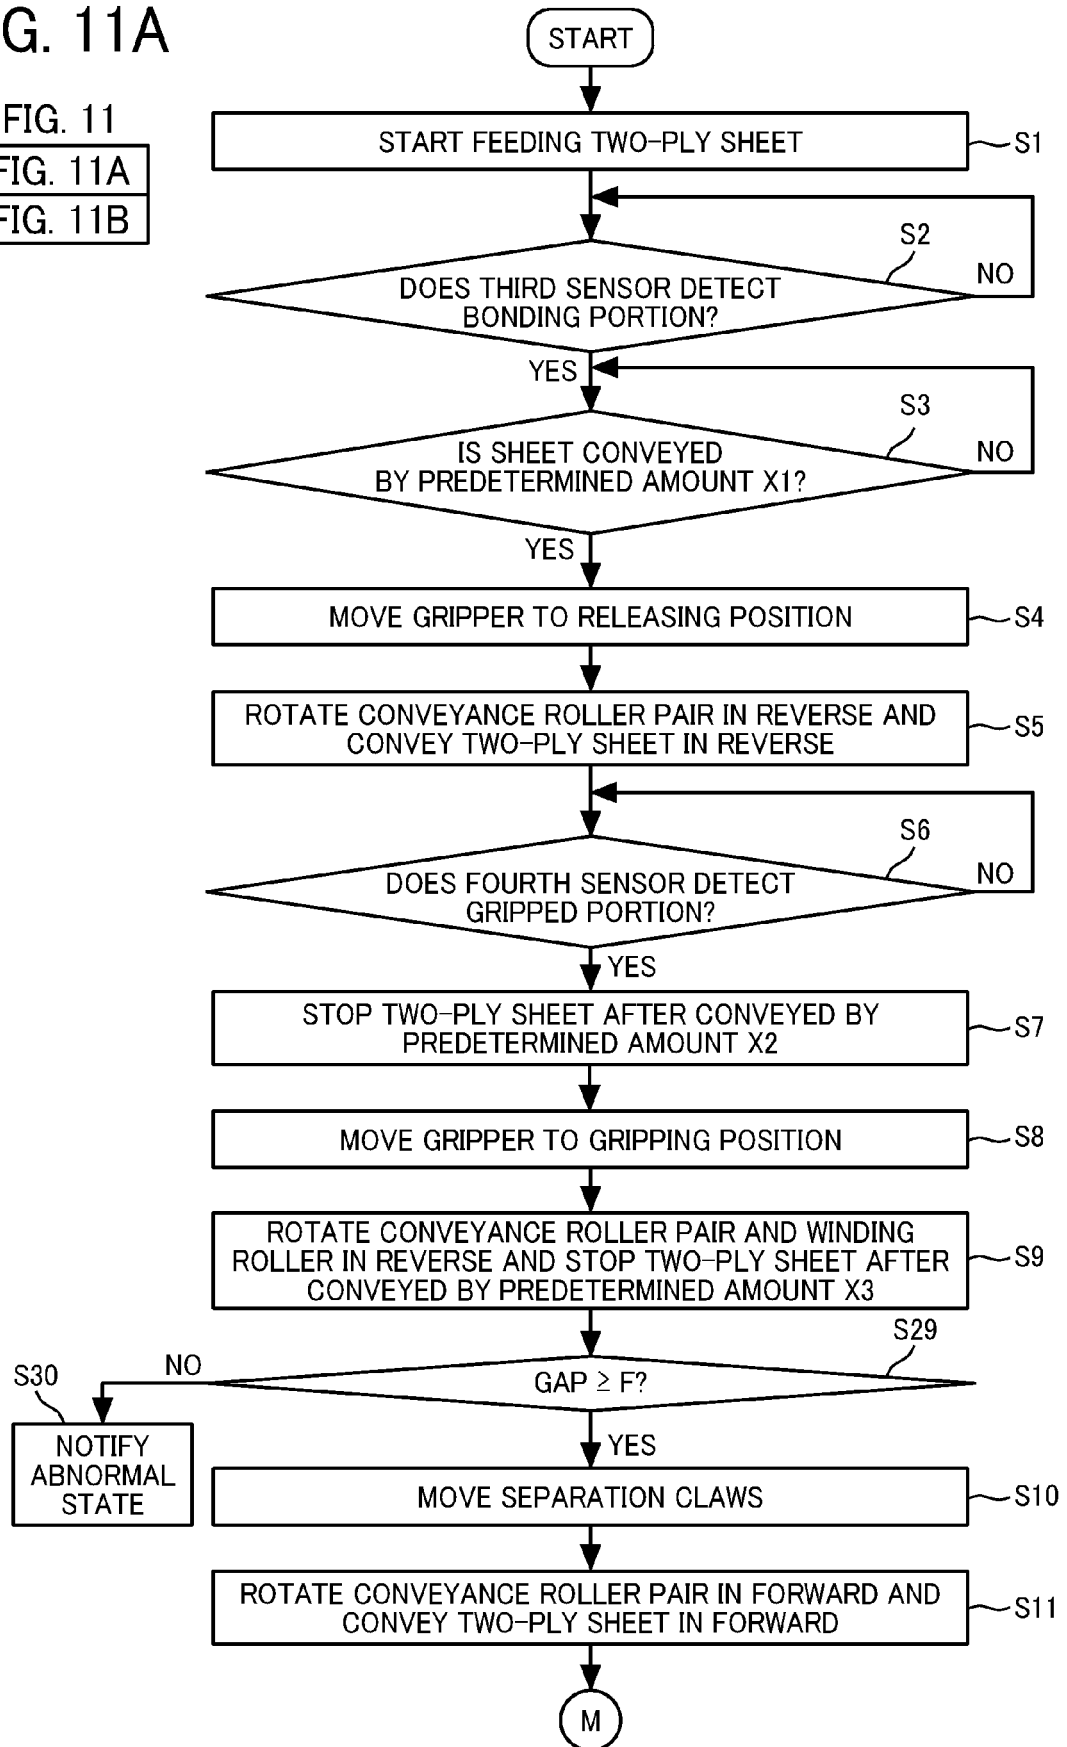 G. 11A
FIG. 11
FIG. 11A
FIG. 11B
START
START FEEDING TWO-PLY SHEET
S1
S2
NO
DOES THIRD SENSOR DETECT
BONDING PORTION?
YES
S3
NO
IS SHEET CONVEYED
BY PREDETERMINED AMOUNT X1?
YES
MOVE GRIPPER TO RELEASING POSITION
S4
ROTATE CONVEYANCE ROLLER PAIR IN REVERSE AND
CONVEY TWO-PLY SHEET IN REVERSE
S5
S6
NO
DOES FOURTH SENSOR DETECT
GRIPPED PORTION?
YES
STOP TWO-PLY SHEET AFTER CONVEYED BY
PREDETERMINED AMOUNT X2
S7
MOVE GRIPPER TO GRIPPING POSITION
S8
ROTATE CONVEYANCE ROLLER PAIR AND WINDING
ROLLER IN REVERSE AND STOP TWO-PLY SHEET AFTER
CONVEYED BY PREDETERMINED AMOUNT X3
S9
S29
GAP ≧ F?
NO
S30
NOTIFY
ABNORMAL
STATE
YES
MOVE SEPARATION CLAWS
S10
ROTATE CONVEYANCE ROLLER PAIR IN FORWARD AND
CONVEY TWO-PLY SHEET IN FORWARD
S11
M